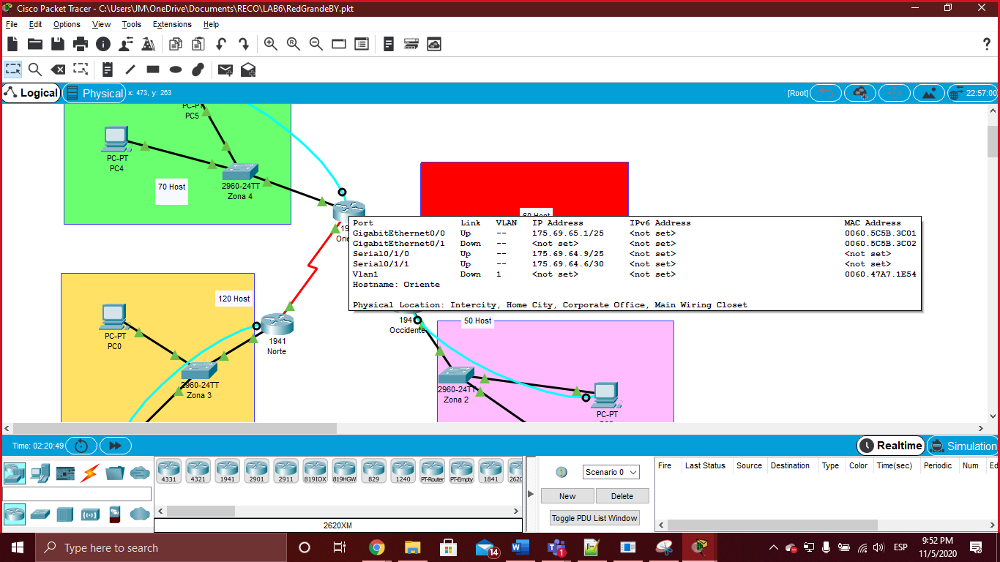 Cisco Packet Tracer - C:\Users\JM\OneDrive\Documents\RECO\LAB6\RedGrandeBY.pkt
File Edit Options View Tools Extensions Help
?
Logical Physical x: 473, y: 263 [Root] 22:57:00
PC5
PC-PT
PC4
70 Host
2960-24TT
Zona 4
Port Link VLAN IP Address IPv6 Address MAC Address
GigabitEthernet0/0 Up -- 175.69.65.1/25 <not set> 0060.5C5B.3C01
GigabitEthernet0/1 Down -- <not set> <not set> 0060.5C5B.3C02
Serial0/1/0 Up -- 175.69.64.9/25 <not set> <not set>
Serial0/1/1 Up -- 175.69.64.6/30 <not set> <not set>
Vlan1 Down 1 <not set> <not set> 0060.47A7.1E54
Hostname: Oriente
Physical Location: Intercity, Home City, Corporate Office, Main Wiring Closet
120 Host
PC-PT
PC0
1941
Norte
2960-24TT
Zona 3
Occidente
50 Host
2960-24TT
Zona 2
PC-PT
Time: 02:20:49 Realtime Simulation
4331 4321 1941 2901 2911 819IOX 819HGW 829 1240 PT-Router PT-Empty 1841 2620
2620XM
Scenario 0
New Delete
Toggle PDU List Window
Fire Last Status Source Destination Type Color Time(sec) Periodic Num Ed
Type here to search
14
1
ESP
9:52 PM
11/5/2020